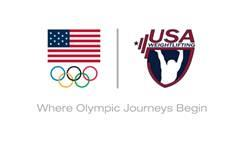 USA
WEIGHTLIFTING
Where Olympic Journeys Begin